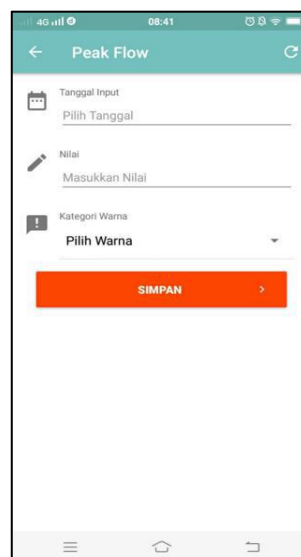 4G 08:41
Peak Flow
Tanggal Input
Pilih Tanggal
Nilai
Masukkan Nilai
Kategori Warna
Pilih Warna
SIMPAN